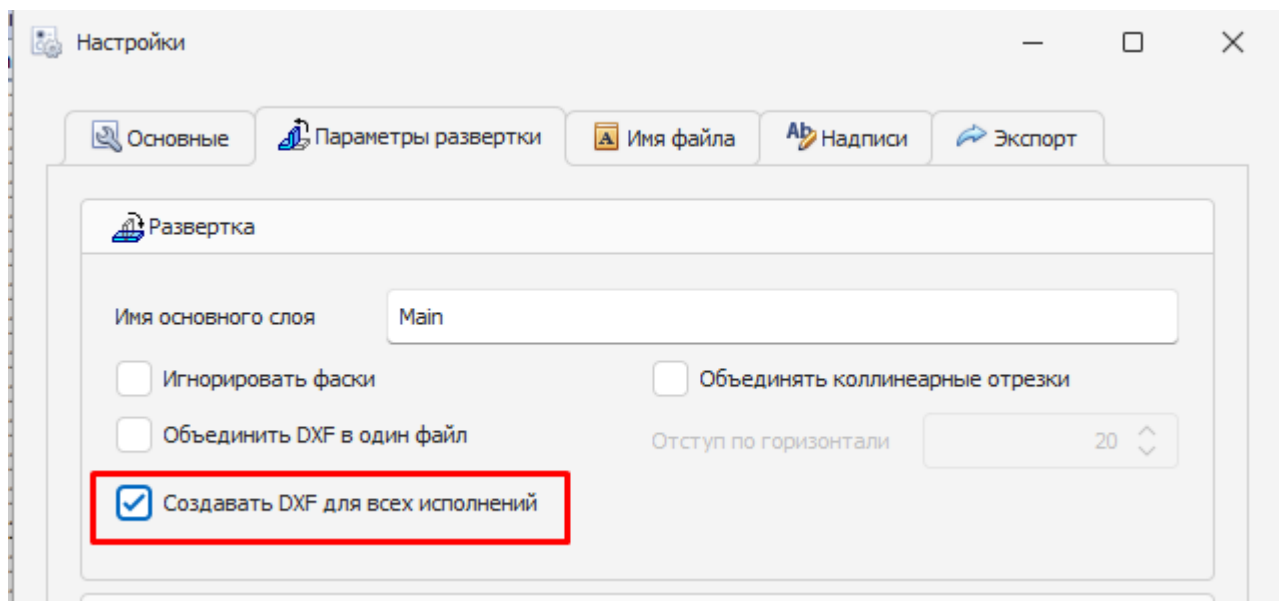 Настройки
Основные
Параметры развертки
Имя файла
Надписи
Экспорт
Развертка
Имя основного слоя Main
Игнорировать фаски
Объединять коллинеарные отрезки
Объединить DXF в один файл
Отступ по горизонтали 20
Создавать DXF для всех исполнений